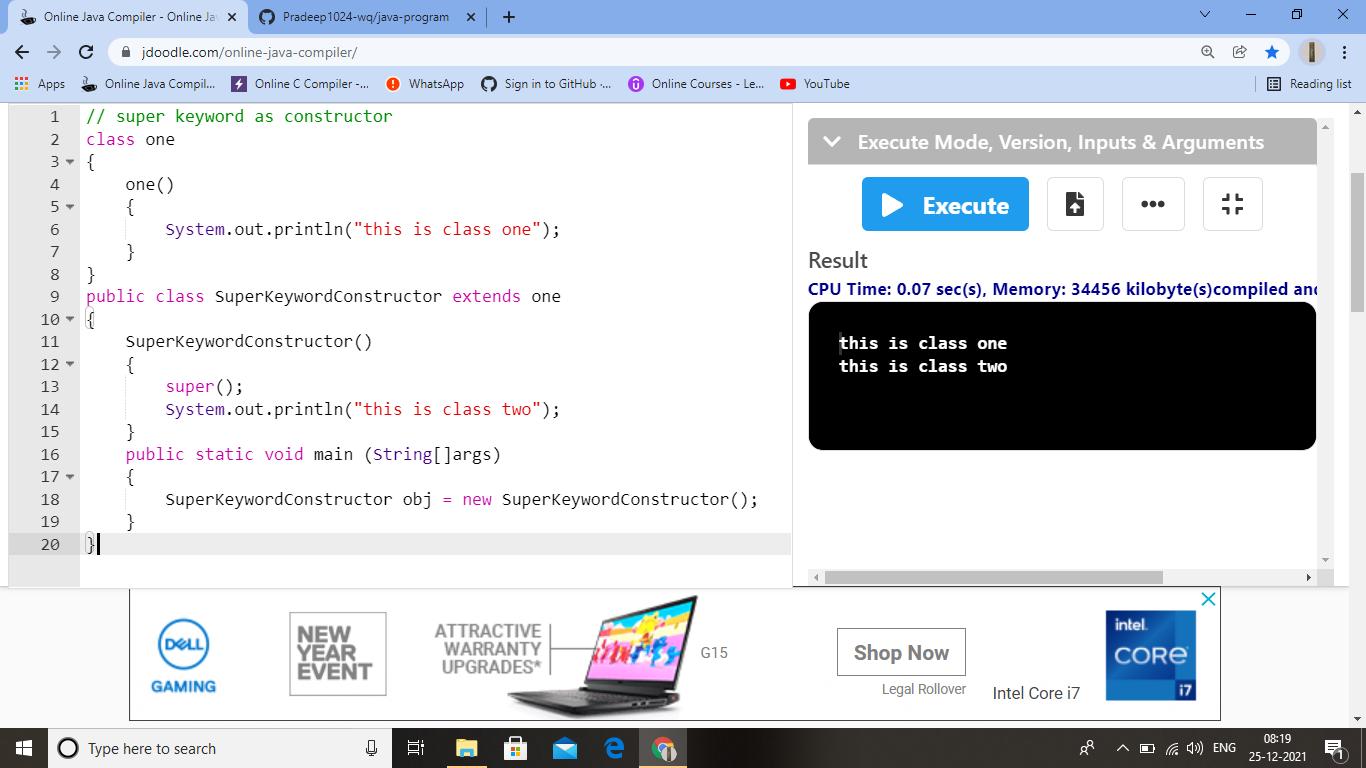 Online Java Compiler - Online Ja
Pradeep1024-wq/java-program
jdoodle.com/online-java-compiler/
Apps
Online Java Compil...
Online C Compiler -...
WhatsApp
Sign in to GitHub ·...
Online Courses - Le...
YouTube
Reading list
1 // super keyword as constructor
2 class one
3 {
4 one()
5 {
6 System.out.println("this is class one");
7 }
8 }
9 public class SuperKeywordConstructor extends one
10 {
11 SuperKeywordConstructor()
12 {
13 super();
14 System.out.println("this is class two");
15 }
16 public static void main (String[]args)
17 {
18 SuperKeywordConstructor obj = new SuperKeywordConstructor();
19 }
20 }
Execute Mode, Version, Inputs & Arguments
Execute
Result
CPU Time: 0.07 sec(s), Memory: 34456 kilobyte(s)compiled and
this is class one
this is class two
DELL
GAMING
NEW
YEAR
EVENT
ATTRACTIVE
WARRANTY
UPGRADES*
G15
Shop Now
Legal Rollover
Intel Core i7
intel.
CORE
i7
Type here to search
ENG
08:19
25-12-2021
1